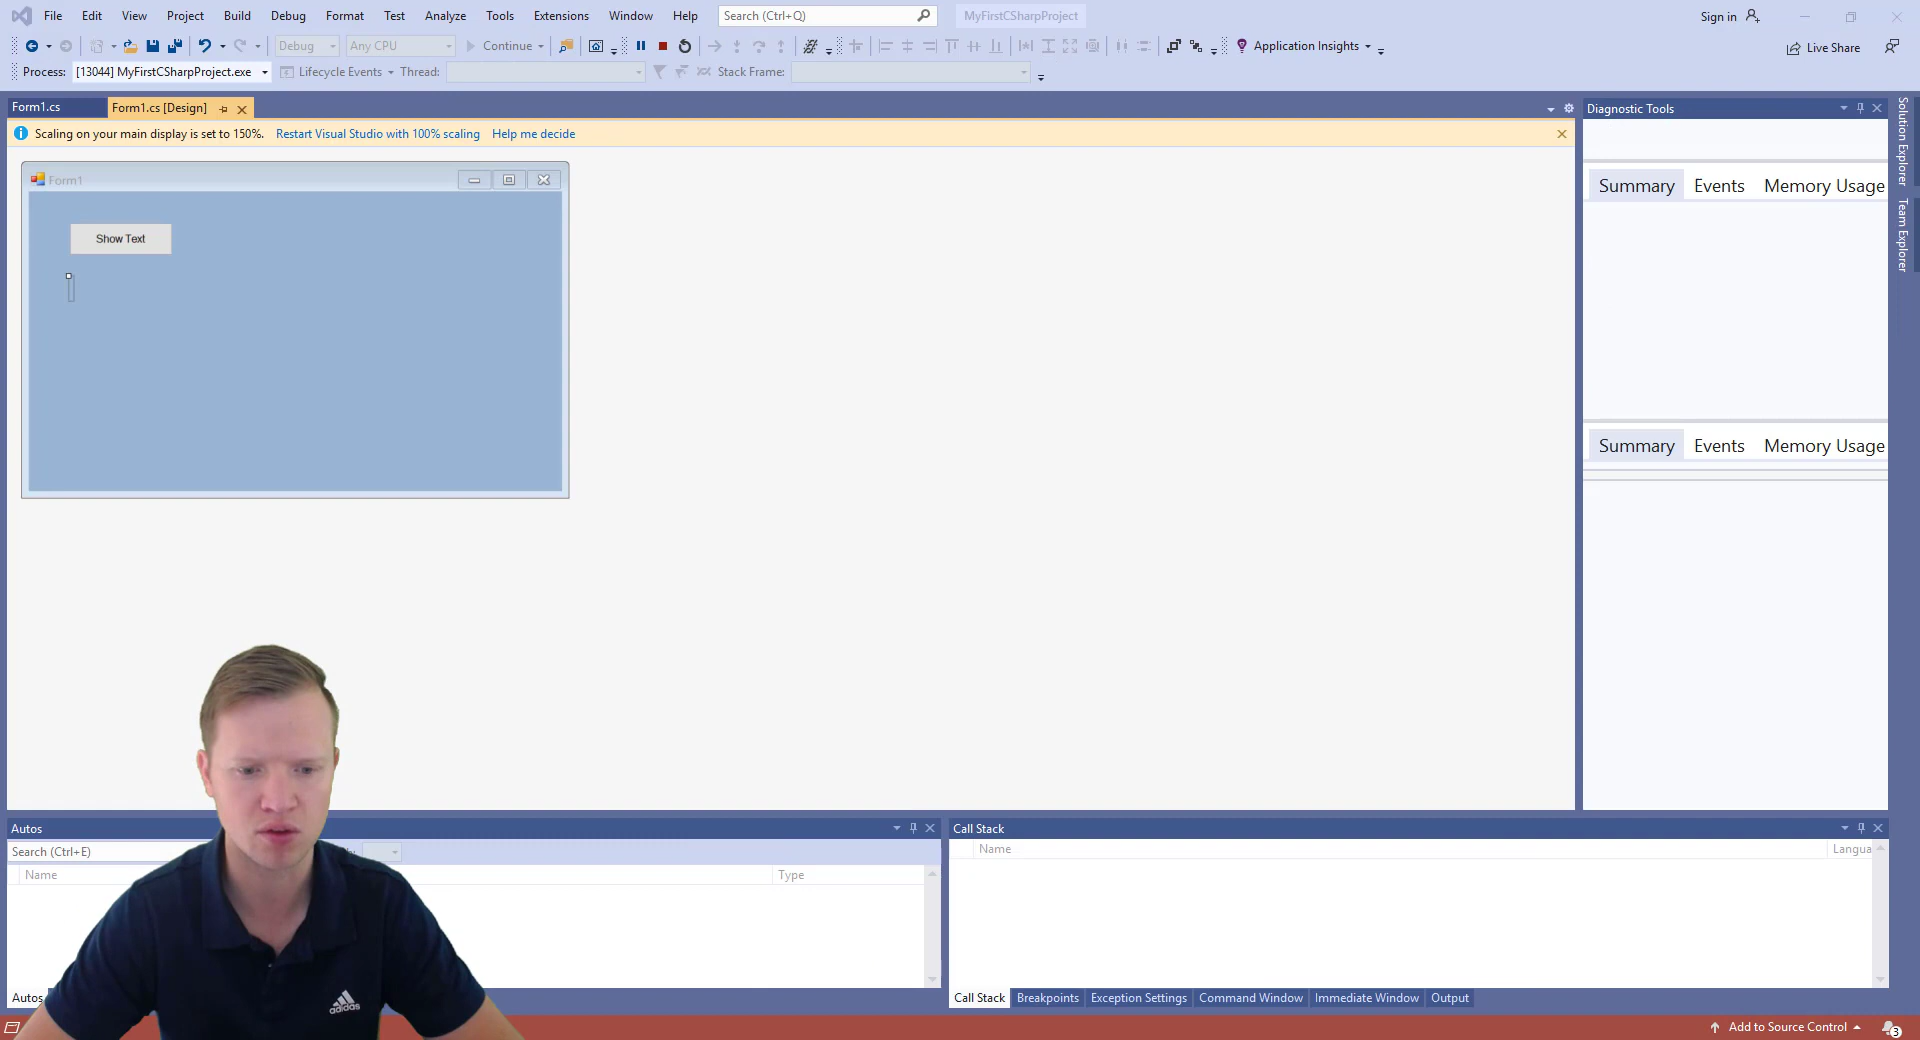 File Edit View Project Build Debug Format Test Analyze Tools Extensions Window Help Search (Ctrl+Q) MyFirstCSharpProject Sign in
Debug Any CPU Continue Application Insights Live Share
Process: [13044] MyFirstCSharpProject.exe Lifecycle Events Thread: Stack Frame:
Form1.cs Form1.cs [Design] Diagnostic Tools
Scaling on your main display is set to 150%. Restart Visual Studio with 100% scaling Help me decide
Form1
Show Text
Summary Events Memory Usage
Summary Events Memory Usage
Solution Explorer
Team Explorer
Autos
Search (Ctrl+E)
Name Type
Autos
Call Stack
Name Langua
Call Stack Breakpoints Exception Settings Command Window Immediate Window Output
adidas
Add to Source Control 3